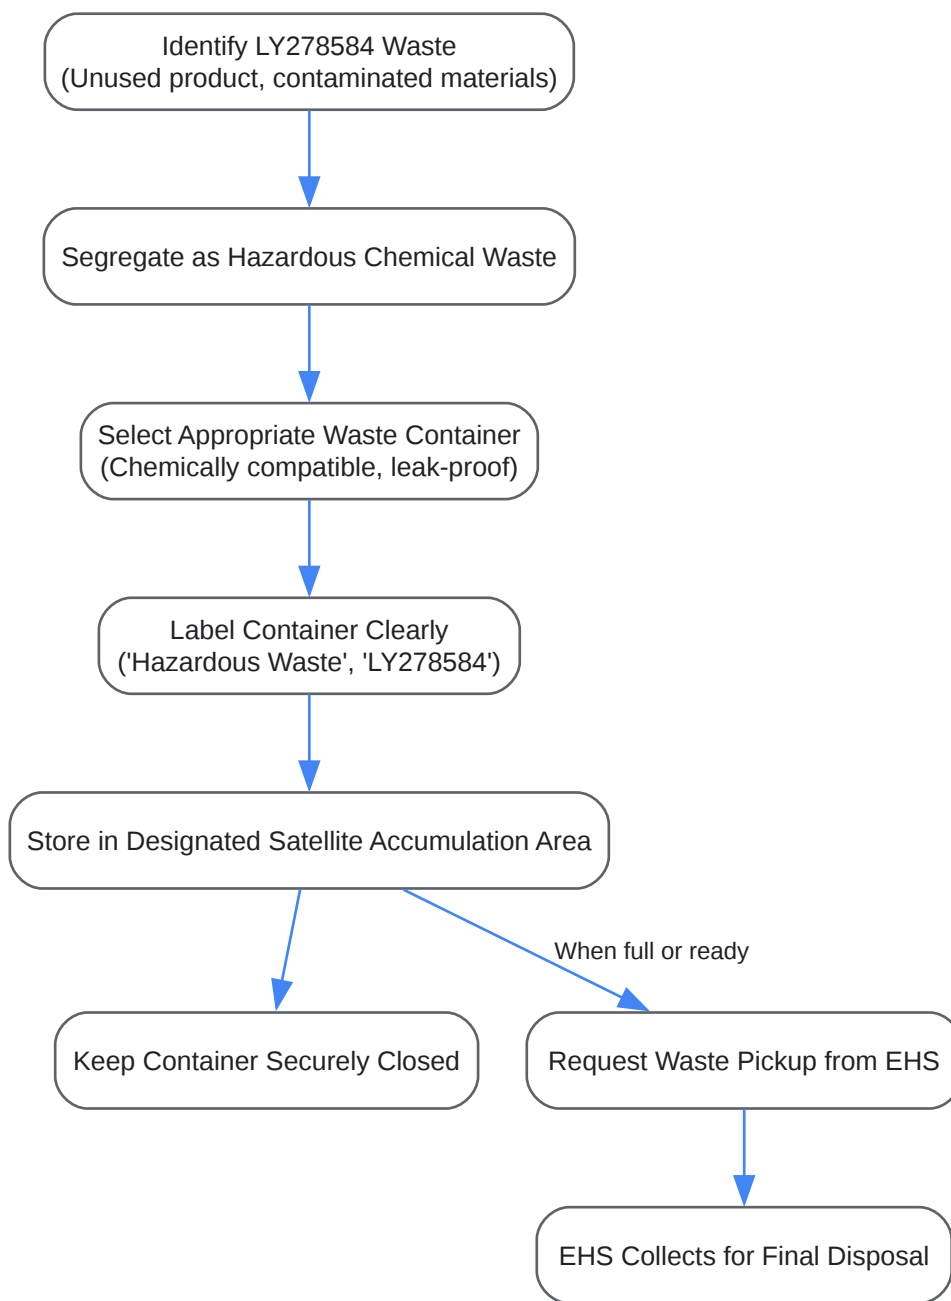 Identify LY278584 Waste
(Unused product, contaminated materials)
Segregate as Hazardous Chemical Waste
Select Appropriate Waste Container
(Chemically compatible, leak-proof)
Label Container Clearly
('Hazardous Waste', 'LY278584')
Store in Designated Satellite Accumulation Area
When full or ready
Keep Container Securely Closed
Request Waste Pickup from EHS
EHS Collects for Final Disposal